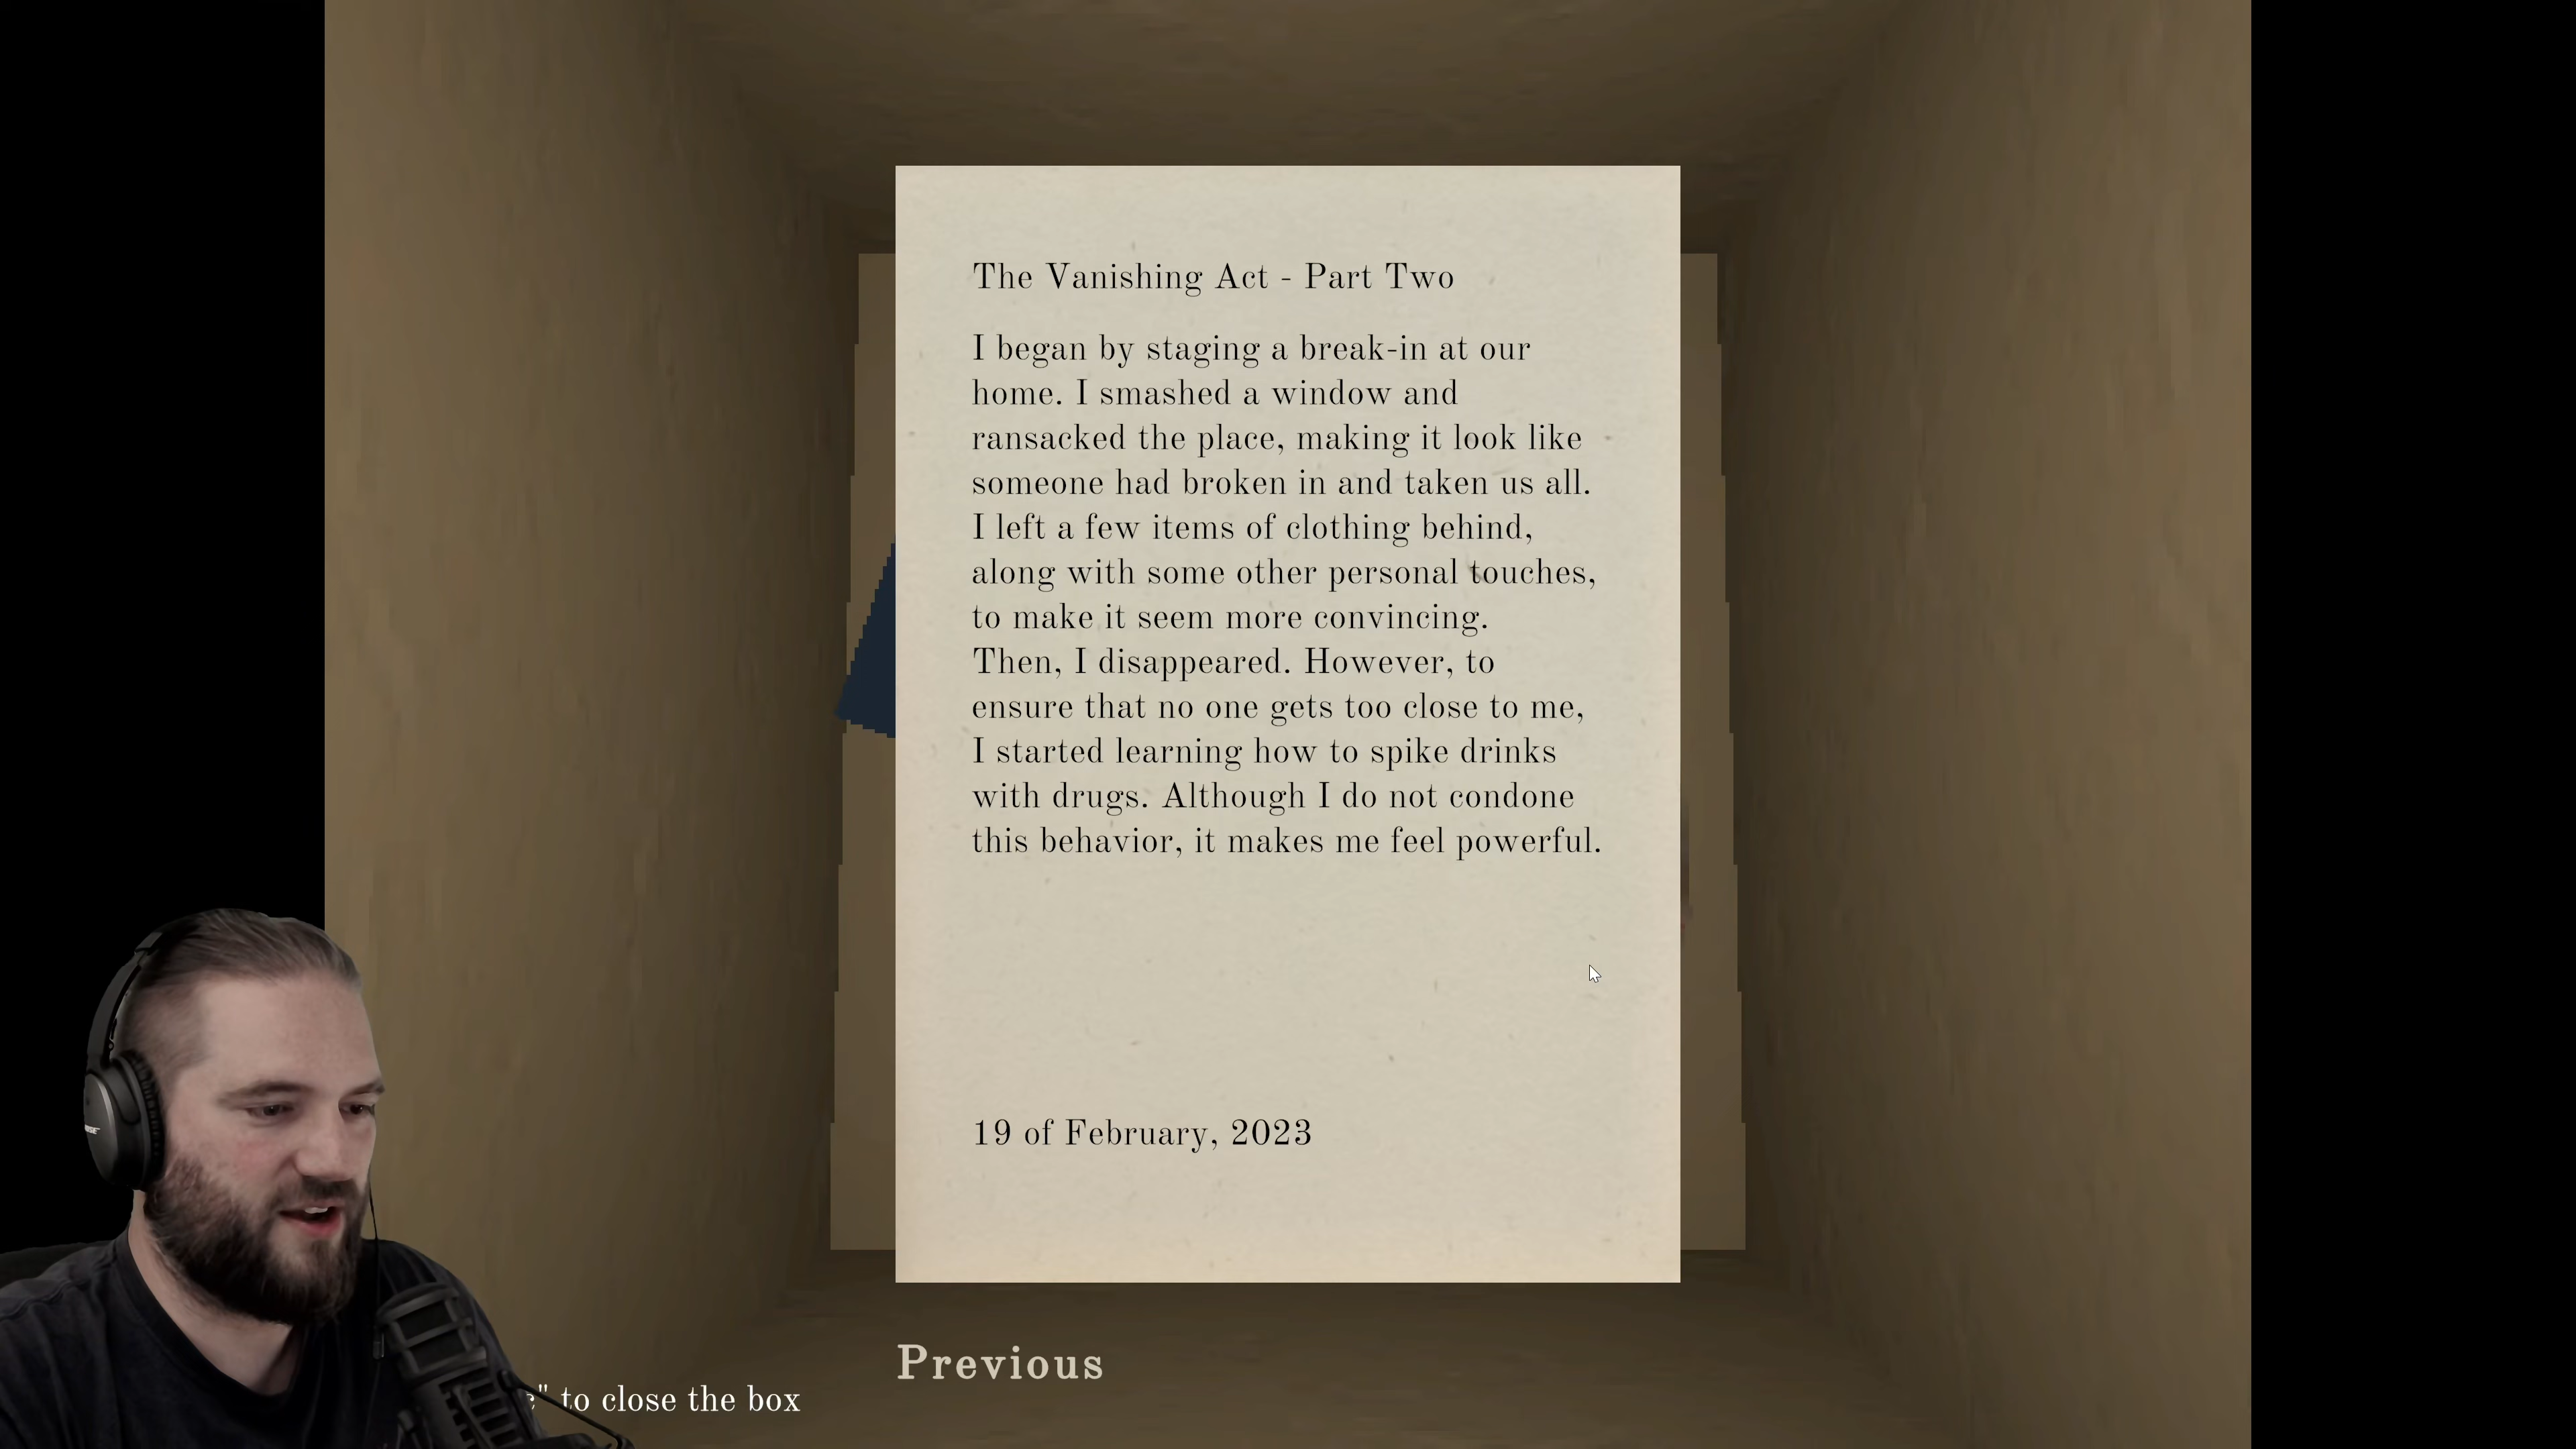 The Vanishing Act - Part Two
I began by staging a break-in at our
home. I smashed a window and
ransacked the place, making it look like
someone had broken in and taken us all.
I left a few items of clothing behind,
along with some other personal touches,
to make it seem more convincing.
Then, I disappeared. However, to
ensure that no one gets too close to me,
I started learning how to spike drinks
with drugs. Although I do not condone
this behavior, it makes me feel powerful.
19 of February, 2023
Previous
" to close the box